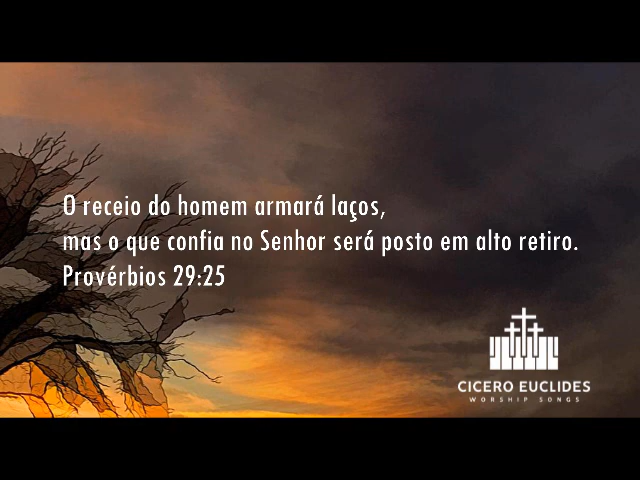 O receio do homem armará laços,
mas o que confia no Senhor será posto em alto retiro.
Provérbios 29:25
CICERO EUCLIDES
WORSHIP SONGS